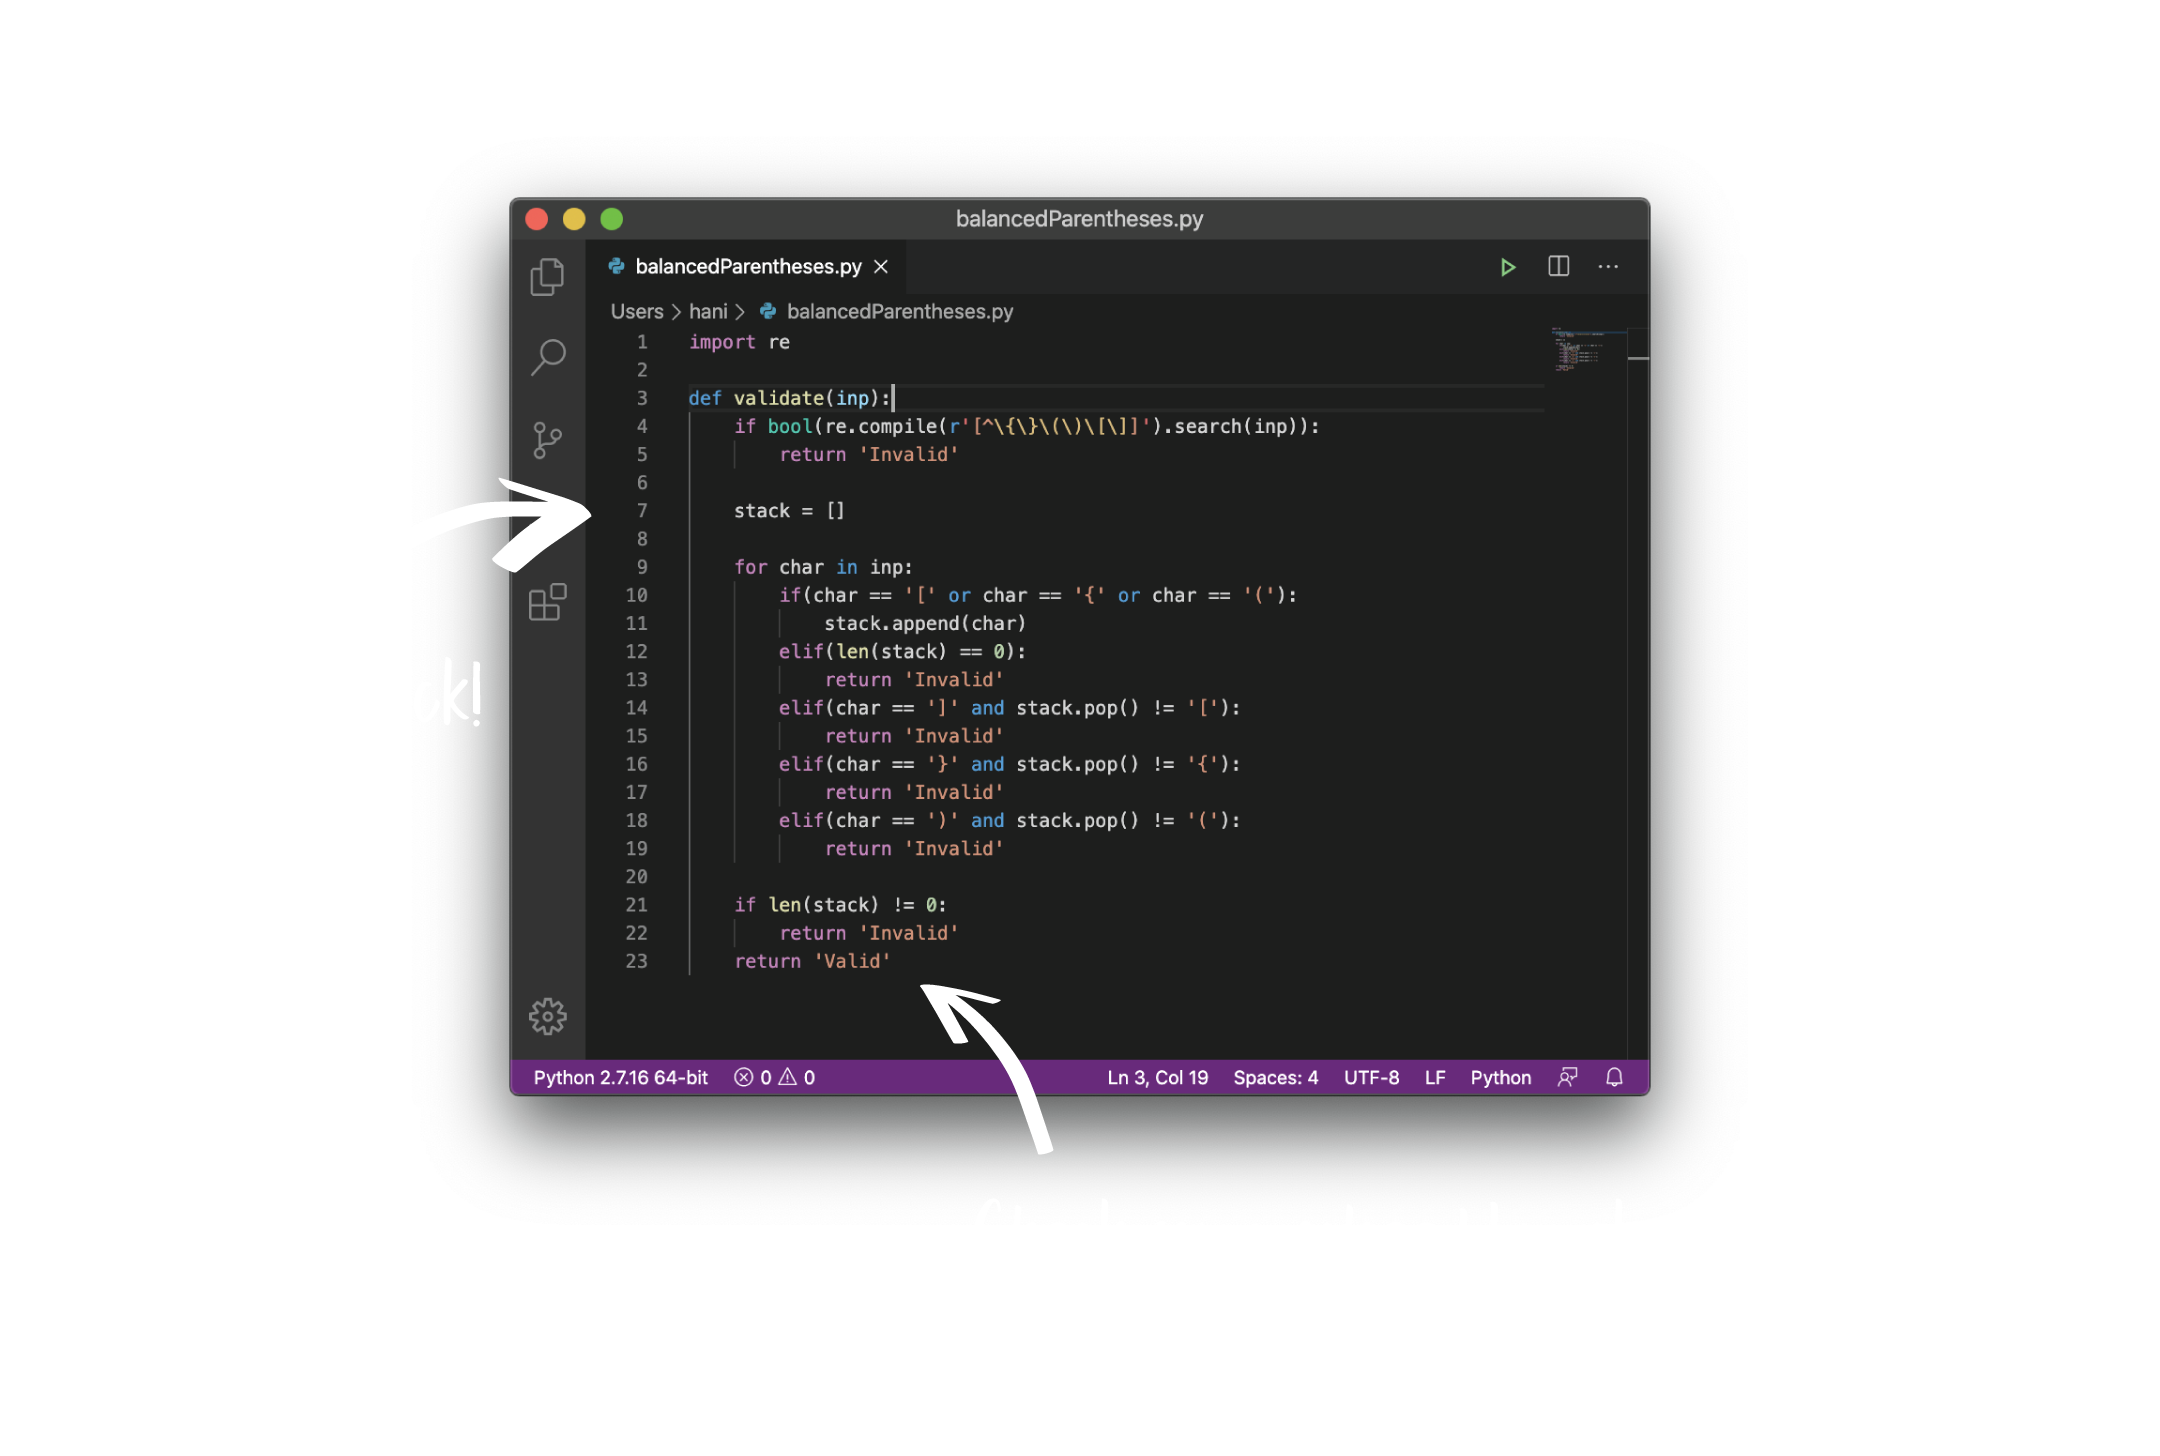 balancedParentheses.py
balancedParentheses.py
Users > hani > balancedParentheses.py
1 import re
2
3 def validate(inp):
4     if bool(re.compile(r'[^\{\}\(\)\[\]]').search(inp)):
5         return 'Invalid'
6
7     stack = []
8
9     for char in inp:
10         if(char == '[' or char == '{' or char == '('):
11             stack.append(char)
12         elif(len(stack) == 0):
13             return 'Invalid'
14         elif(char == ']' and stack.pop() != '['):
15             return 'Invalid'
16         elif(char == '}' and stack.pop() != '{'):
17             return 'Invalid'
18         elif(char == ')' and stack.pop() != '('):
19             return 'Invalid'
20
21     if len(stack) != 0:
22         return 'Invalid'
23     return 'Valid'
Python 2.7.16 64-bit 0 0 Ln 3, Col 19 Spaces: 4 UTF-8 LF Python